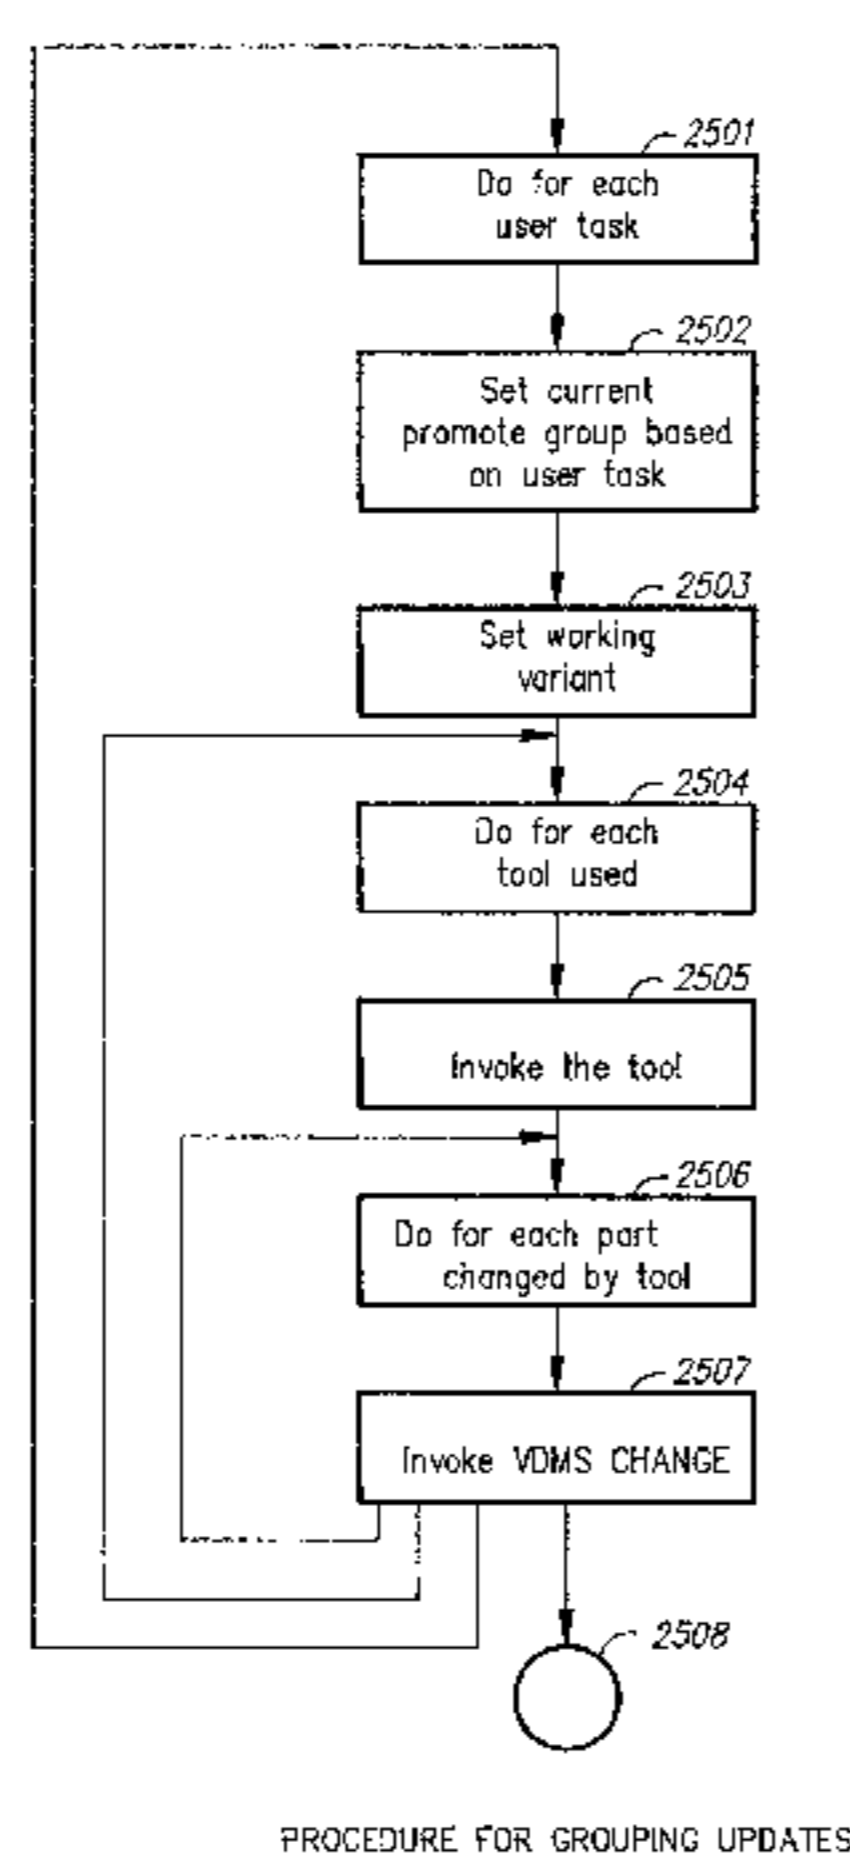 2501
Do for each
user task
2502
Set current
promote group based
on user task
2503
Set working
variant
2504
Do for each
tool used
2505
Invoke the tool
2506
Do for each part
changed by tool
2507
Invoke VDMS CHANGE
2508
PROCEDURE FOR GROUPING UPDATES